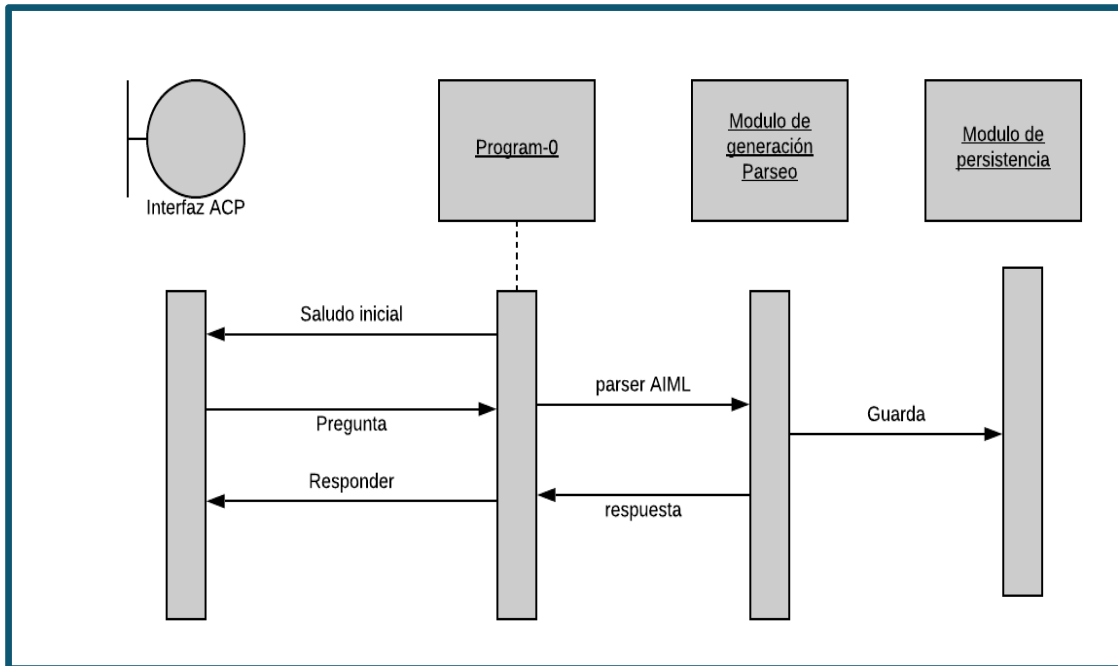 Interfaz ACP
Program-0
Modulo de
generación
Parseo
Modulo de
persistencia
Saludo inicial
parser AIML
Pregunta
Guarda
Responder
respuesta